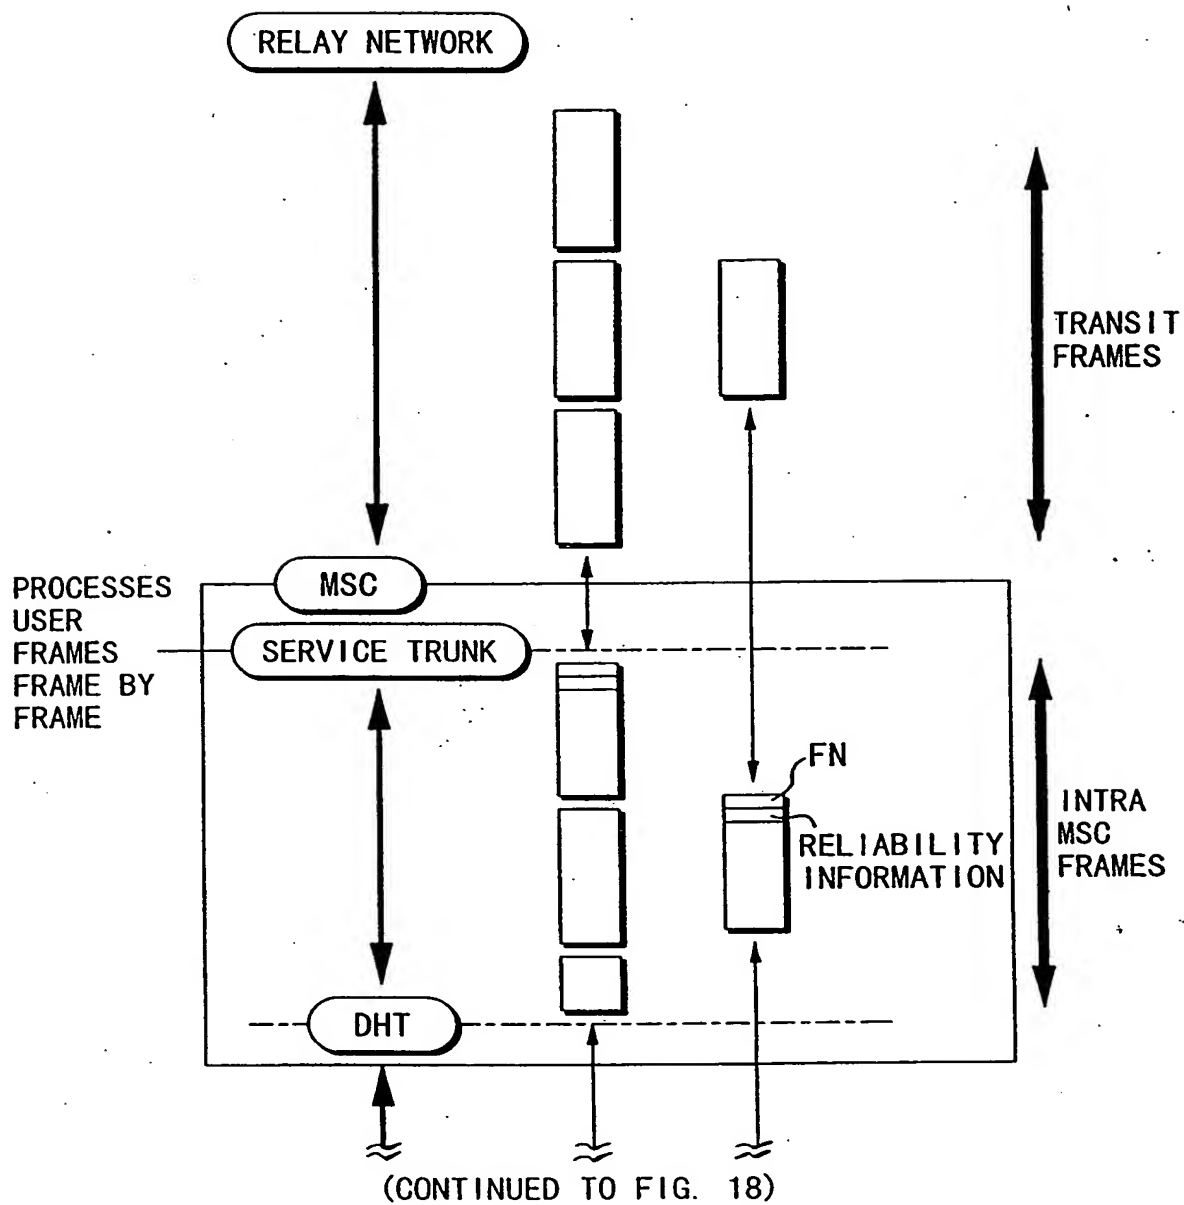 RELAY NETWORK
TRANSIT
FRAMES
MSC
PROCESSES
USER
FRAMES
FRAME BY
FRAME
SERVICE TRUNK
FN
RELIABILITY
INFORMATION
INTRA
MSC
FRAMES
DHT
(CONTINUED TO FIG. 18)